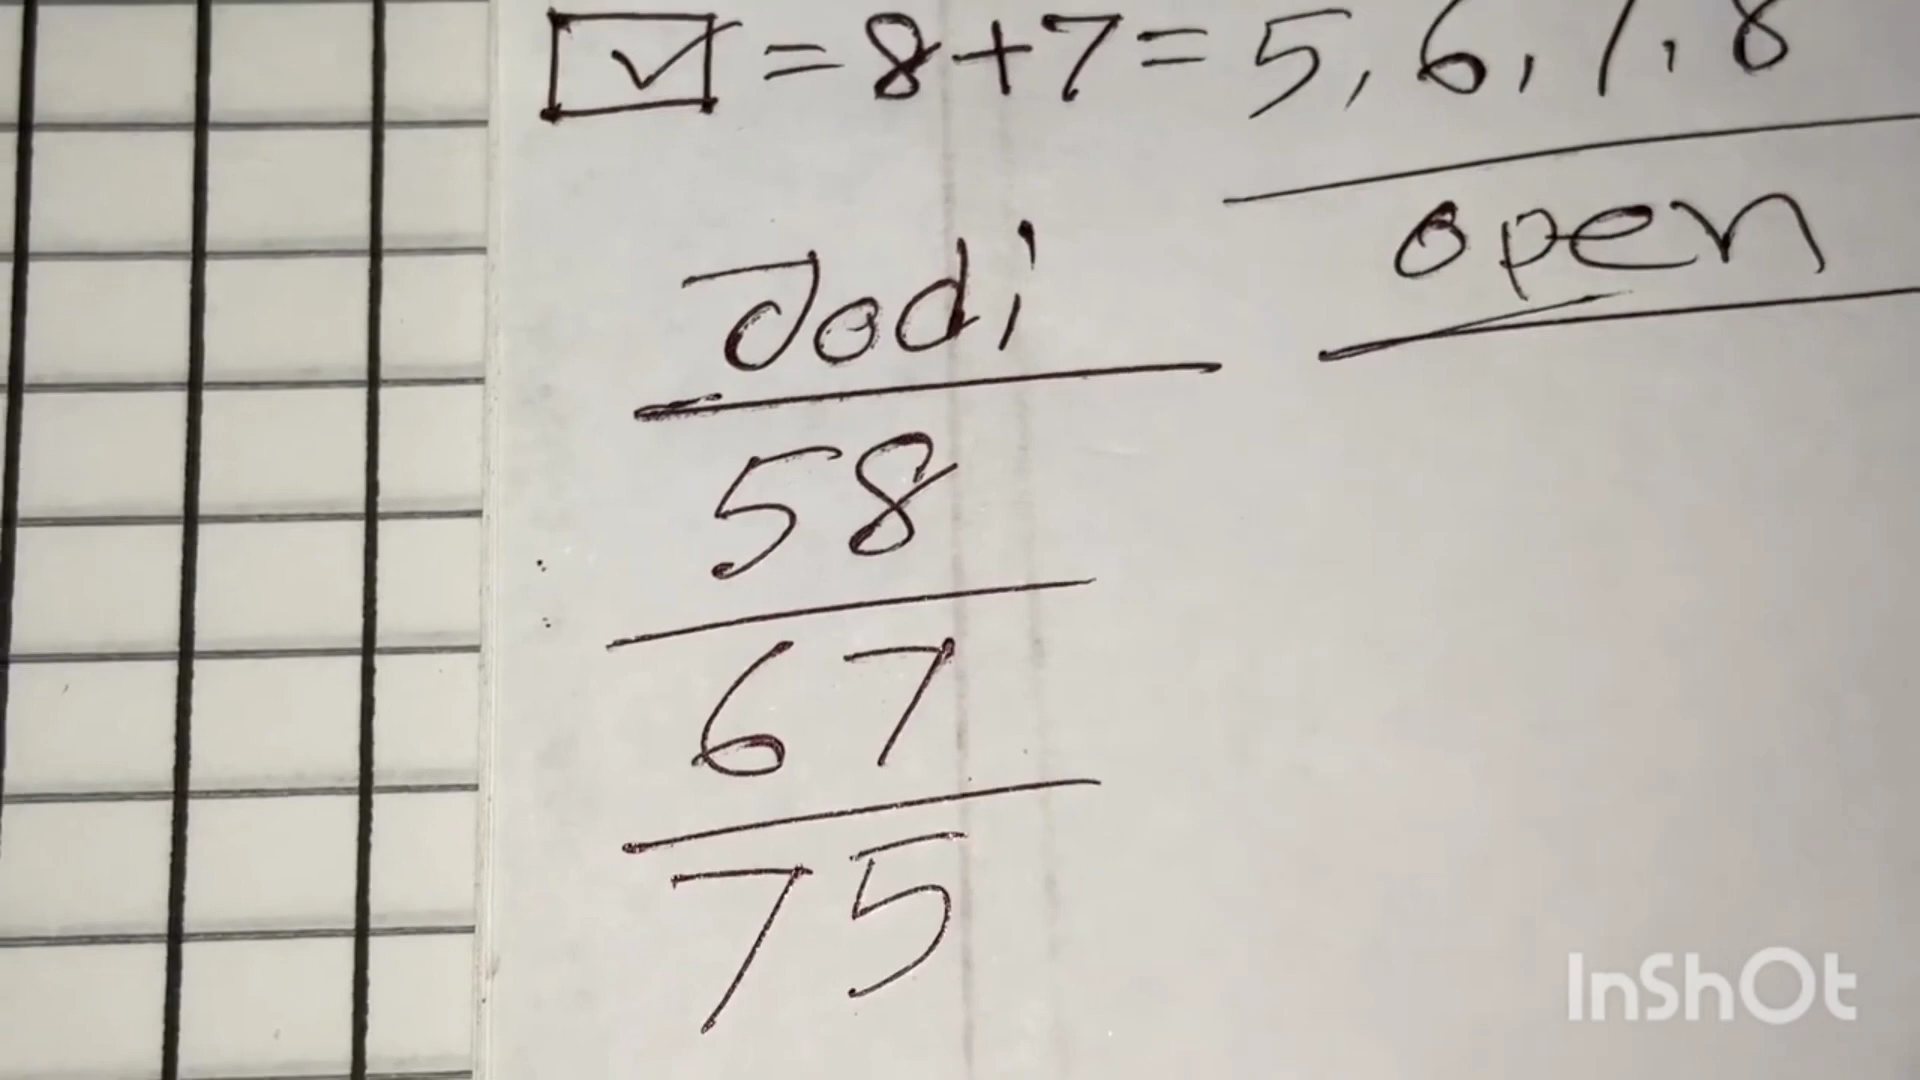 ☑ = 8+7= 5, 6, 7, 8
open
Jodi
58
67
75
InShOt